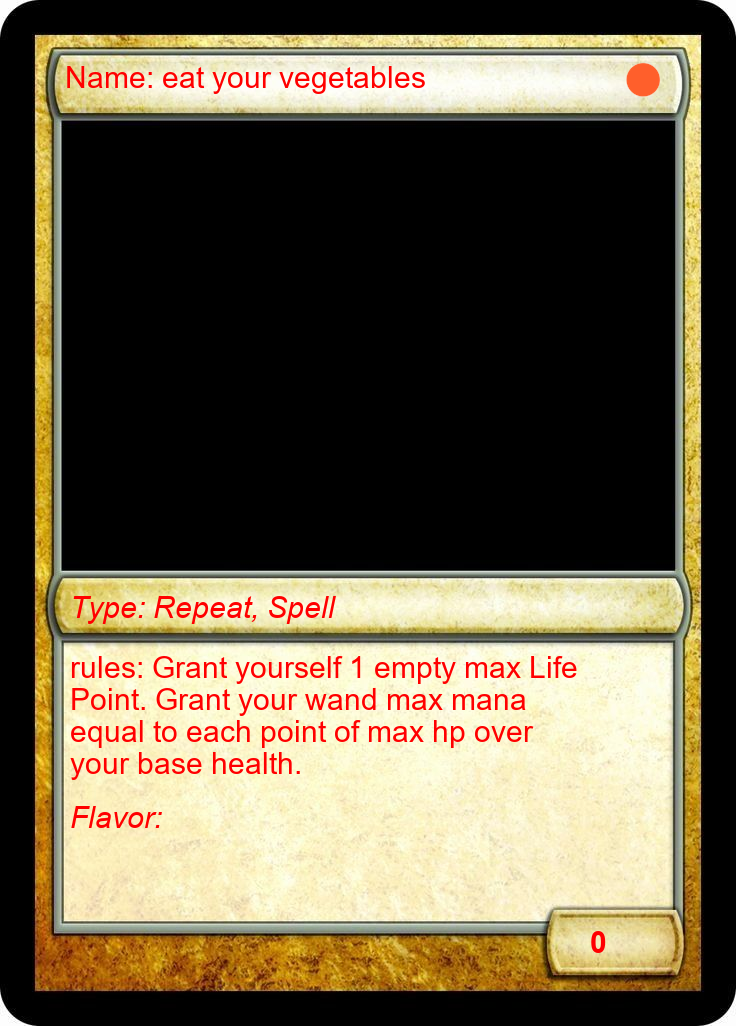 Name: eat your vegetables
Type: Repeat, Spell
rules: Grant yourself 1 empty max Life
Point. Grant your wand max mana
equal to each point of max hp over
your base health.
Flavor:
0